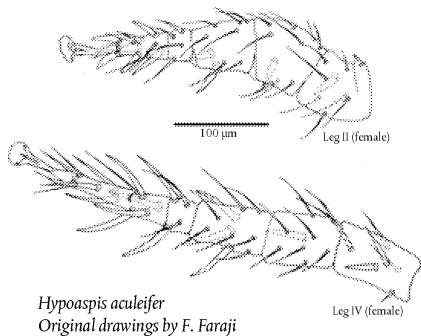 100 µm
Leg II (female)
Leg IV (female)
Hypoaspis aculeifer
Original drawings by F. Faraji